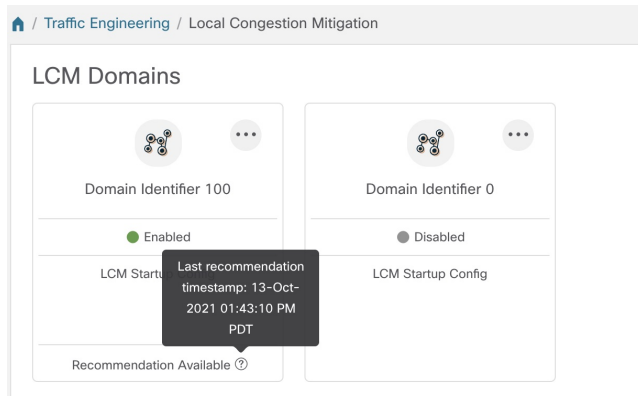 / Traffic Engineering / Local Congestion Mitigation
LCM Domains
Domain Identifier 100
Enabled
LCM Startup
Last recommendation
timestamp: 13-Oct-
2021 01:43:10 PM
PDT
Recommendation Available ?
Domain Identifier 0
Disabled
LCM Startup Config